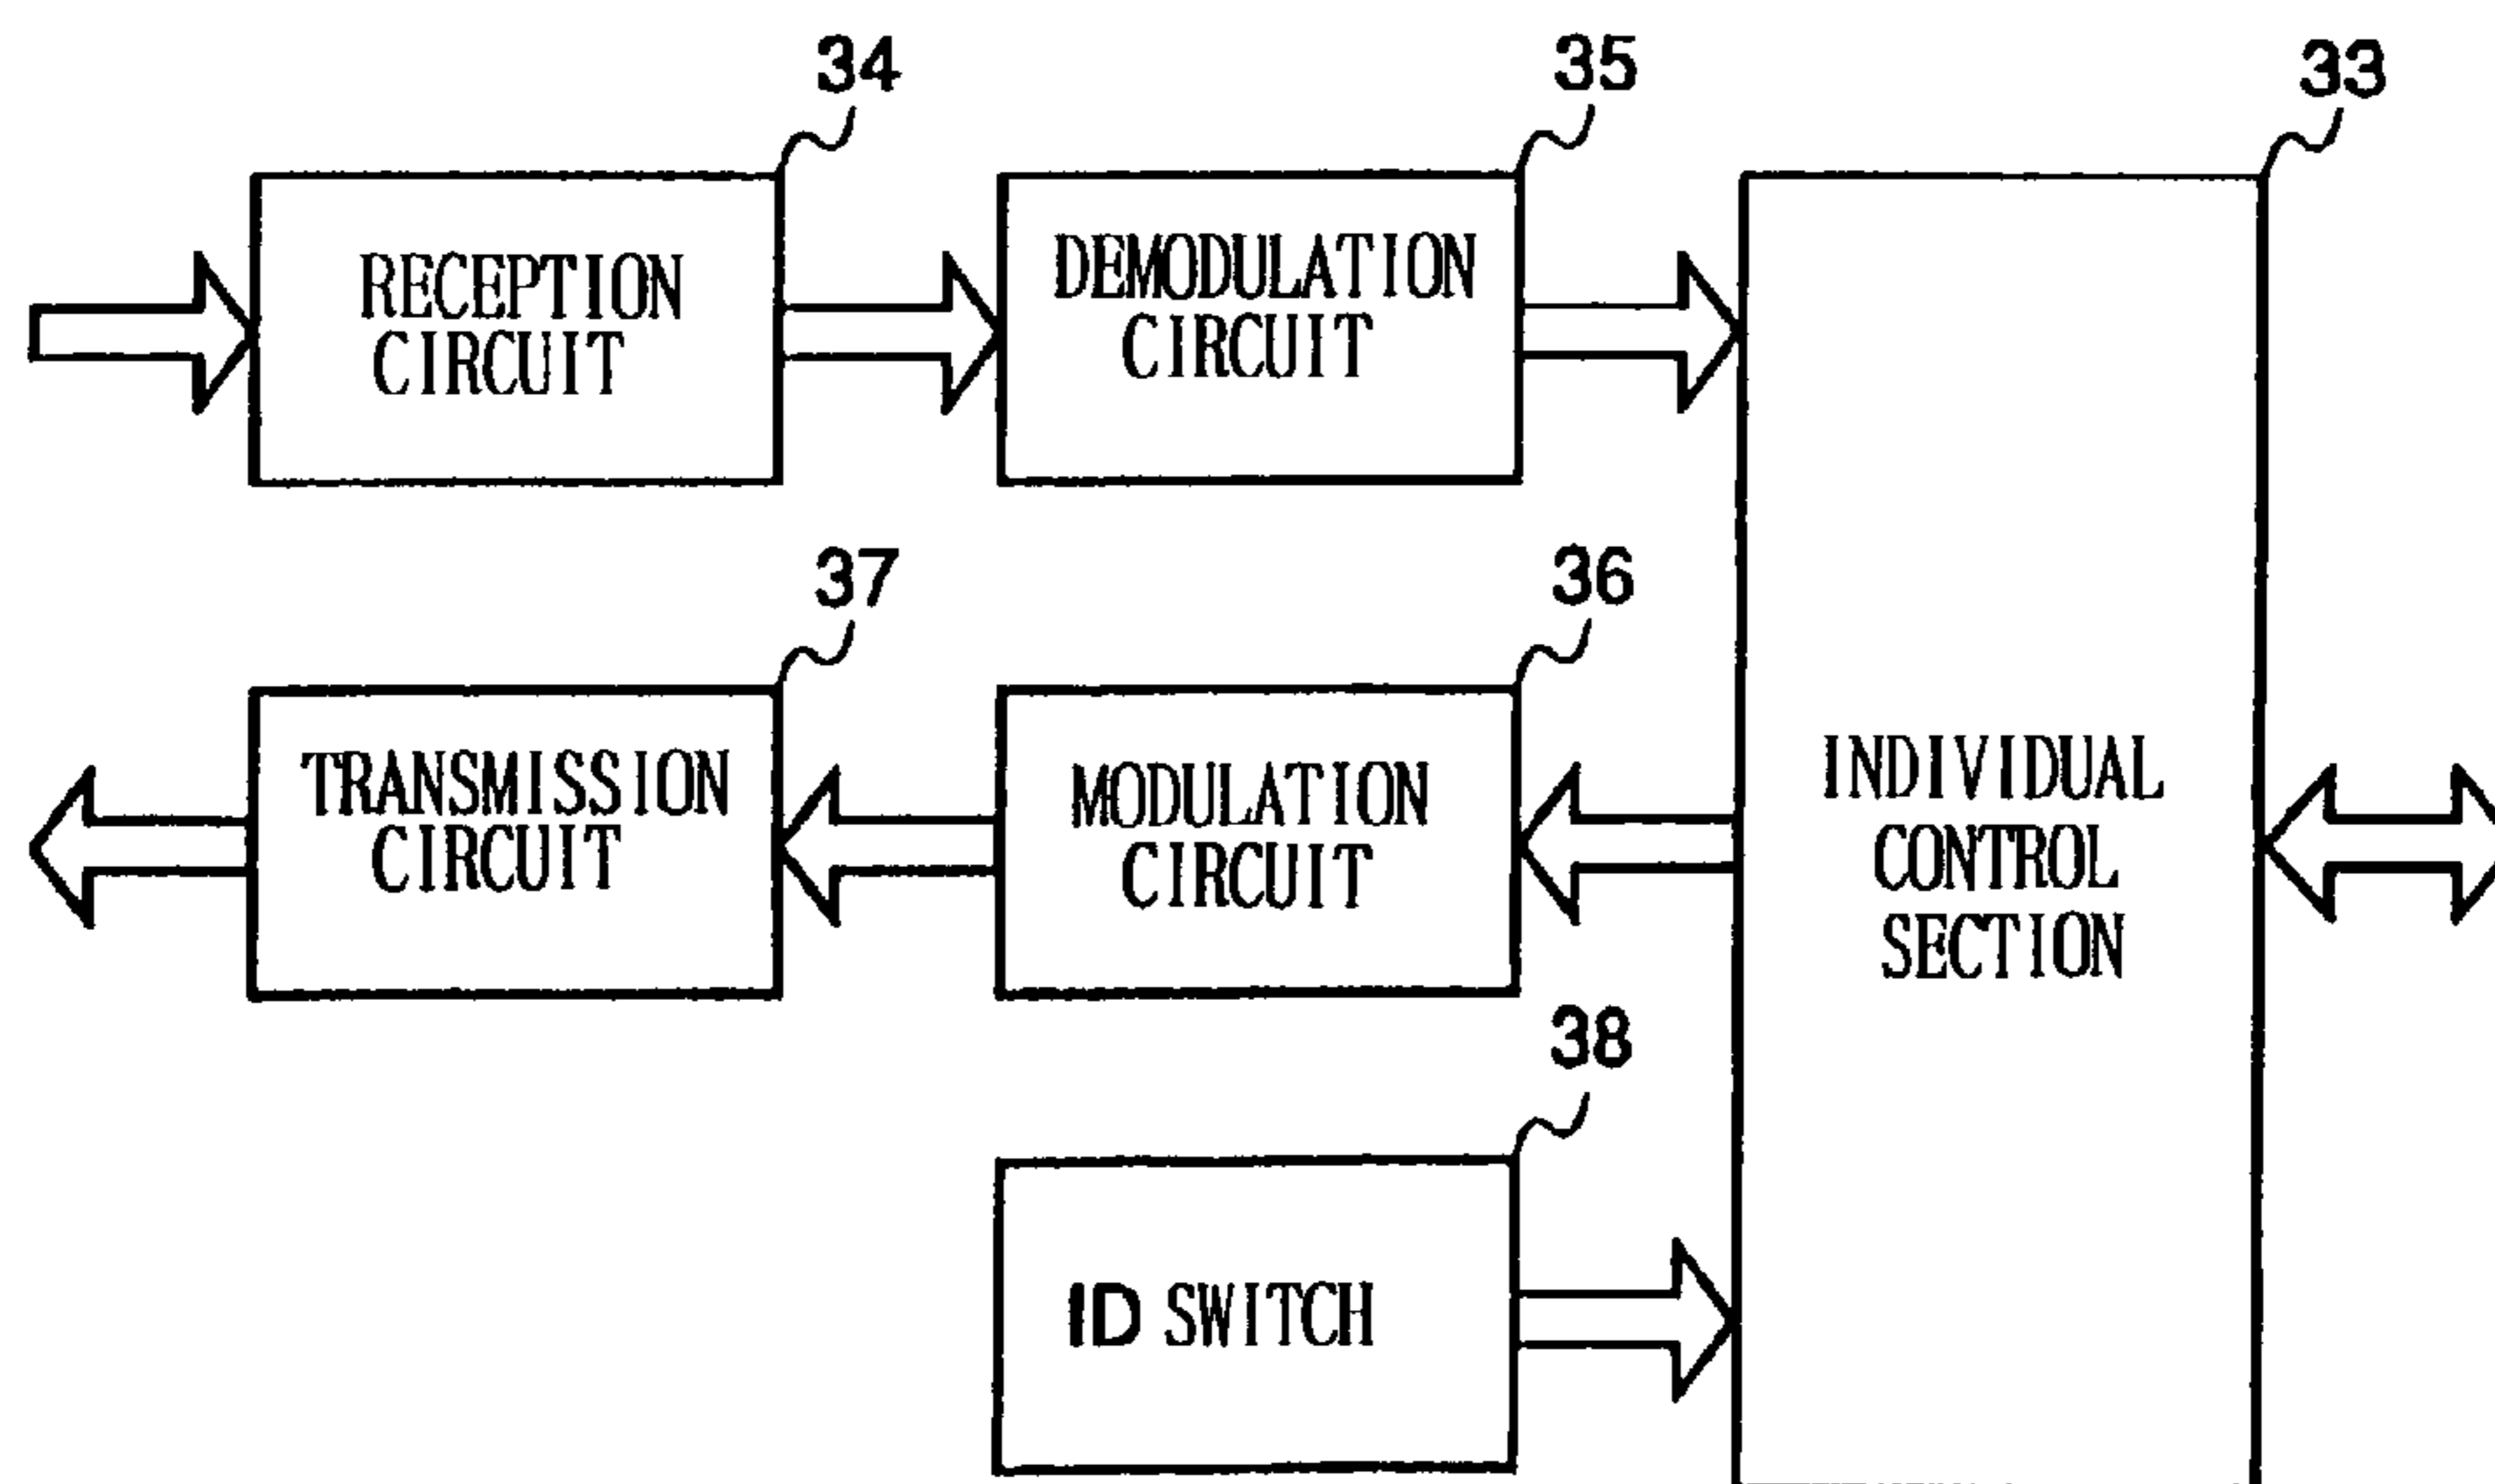 34
35
33
RECEPTION
CIRCUIT
DEMODULATION
CIRCUIT
37
36
TRANSMISSION
CIRCUIT
MODULATION
CIRCUIT
INDIVIDUAL
CONTROL
SECTION
38
ID SWITCH